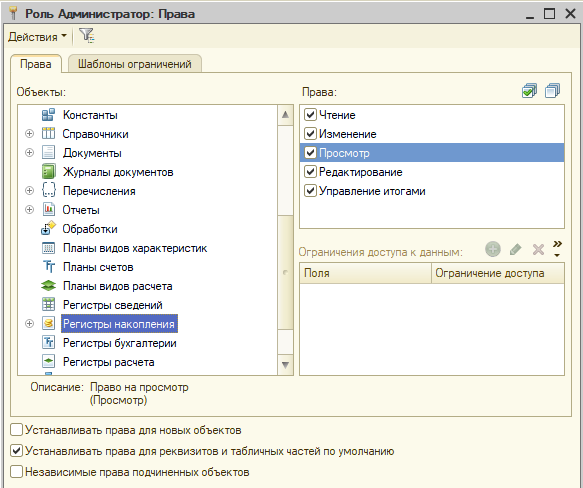 Роль Администратор: Права
Действия
Права
Шаблоны ограничений
Объекты:
Константы
Справочники
Документы
Журналы документов
Перечисления
Отчеты
Обработки
Планы видов характеристик
Планы счетов
Планы видов расчета
Регистры сведений
Регистры накопления
Регистры бухгалтерии
Регистры расчета
Права:
Чтение
Изменение
Просмотр
Редактирование
Управление итогами
Ограничения доступа к данным:
Поля
Ограничение доступа
Описание: Право на просмотр
(Просмотр)
Устанавливать права для новых объектов
Устанавливать права для реквизитов и табличных частей по умолчанию
Независимые права подчиненных объектов